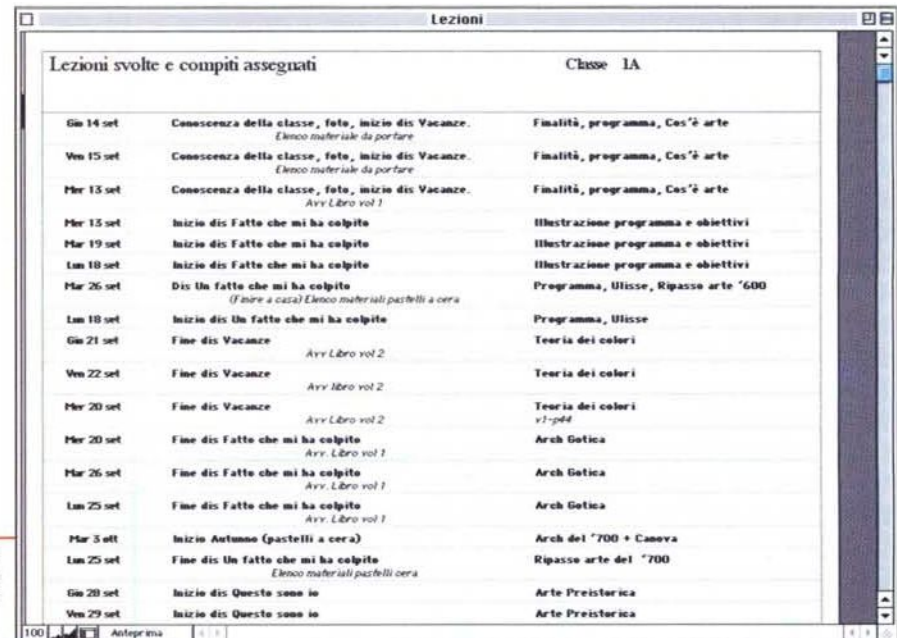 Lezioni
Lezioni svolte e compiti assegnati Classe 1A
Gio 14 set Conoscenza della classe, foto, inizio dis Vacanze. Finalità, programma, Cos'è arte
Elenco materiale da portare
Ven 15 set Conoscenza della classe, foto, inizio dis Vacanze. Finalità, programma, Cos'è arte
Elenco materiale da portare
Mer 13 set Conoscenza della classe, foto, inizio dis Vacanze. Finalità, programma, Cos'è arte
Avv Libro vol 1
Mer 13 set Inizio dis Fatto che mi ha colpito Illustrazione programma e obiettivi
Mar 19 set Inizio dis Fatto che mi ha colpito Illustrazione programma e obiettivi
Lun 18 set Inizio dis Fatto che mi ha colpito Illustrazione programma e obiettivi
Mar 26 set Dis Un fatto che mi ha colpito Programma, Ulisse, Ripasso arte '600
(Finire a casa) Elenco materiali pastelli a cera
Lun 18 set Inizio dis Un fatto che mi ha colpito Programma, Ulisse
Gio 21 set Fine dis Vacanze Teoria dei colori
Avv Libro vol 2
Ven 22 set Fine dis Vacanze Teoria dei colori
Avv libro vol 2
Mer 20 set Fine dis Vacanze Teoria dei colori
Avv Libro vol 2 v1-p44
Mer 20 set Fine dis Fatto che mi ha colpito Arch Gotica
Avv. Libro vol 1
Mar 26 set Fine dis Fatto che mi ha colpito Arch Gotica
Avv. Libro vol 1
Lun 25 set Fine dis Fatto che mi ha colpito Arch Gotica
Avv. Libro vol 1
Mar 3 ott Inizio Autunno (pastelli a cera) Arch del '700 + Canova
Lun 25 set Fine dis Un fatto che mi ha colpito Ripasso arte del '700
Elenco materiali pastelli cera
Gio 28 set Inizio dis Questo sono io Arte Preistorica
Ven 29 set Inizio dis Questo sono io Arte Preistorica
100 Anteprima